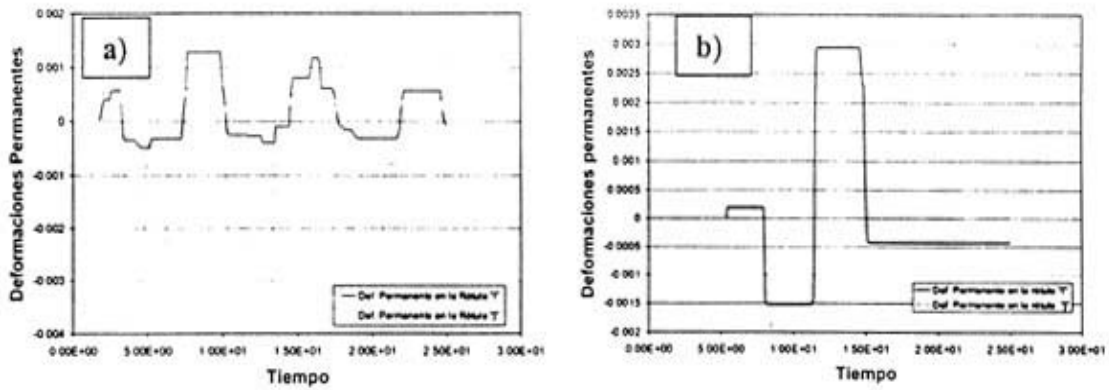 a)
Deformaciones Permanentes
0.002
0.001
0
-0.001
-0.002
-0.003
-0.004
0 00E+00 5 00E+00 1 00E+01 1 50E+01 2 00E+01 2 50E+01 3 00E+01
Tiempo
Def Permanente en la Rótula
Def Permanente en la Rótula
b)
Deformaciones permanentes
0 0035
0.003
0 0025
0 002
0 0015
0 001
0 0005
0
-0 0005
-0 001
-0 0015
-0 002
0 00E+00 5 00E+00 1 00E+01 1 50E+01 2 00E+01 2 50E+01 3 00E+01
Tiempo
Def Permanente en la Rótula
Def Permanente en la rótula